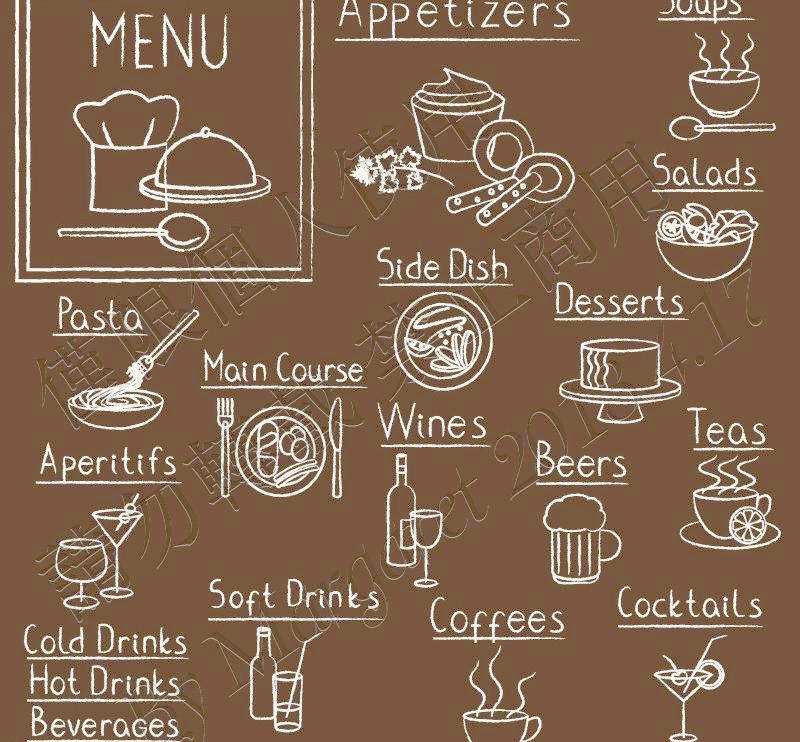 MENU
Appetizers
Soups
Salads
Side Dish
Desserts
Pasta
Main Course
Wines
Teas
Aperitifs
Beers
Soft Drinks
Coffees
Cocktails
Cold Drinks
Hot Drinks
Beverages
僅限個人使用
禁止商用
請勿轉載
by Margaret 2013.4.17